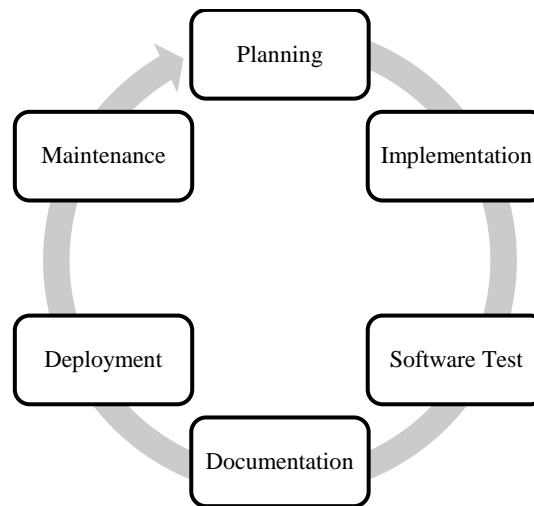 Planning
Implementation
Software Test
Documentation
Deployment
Maintenance